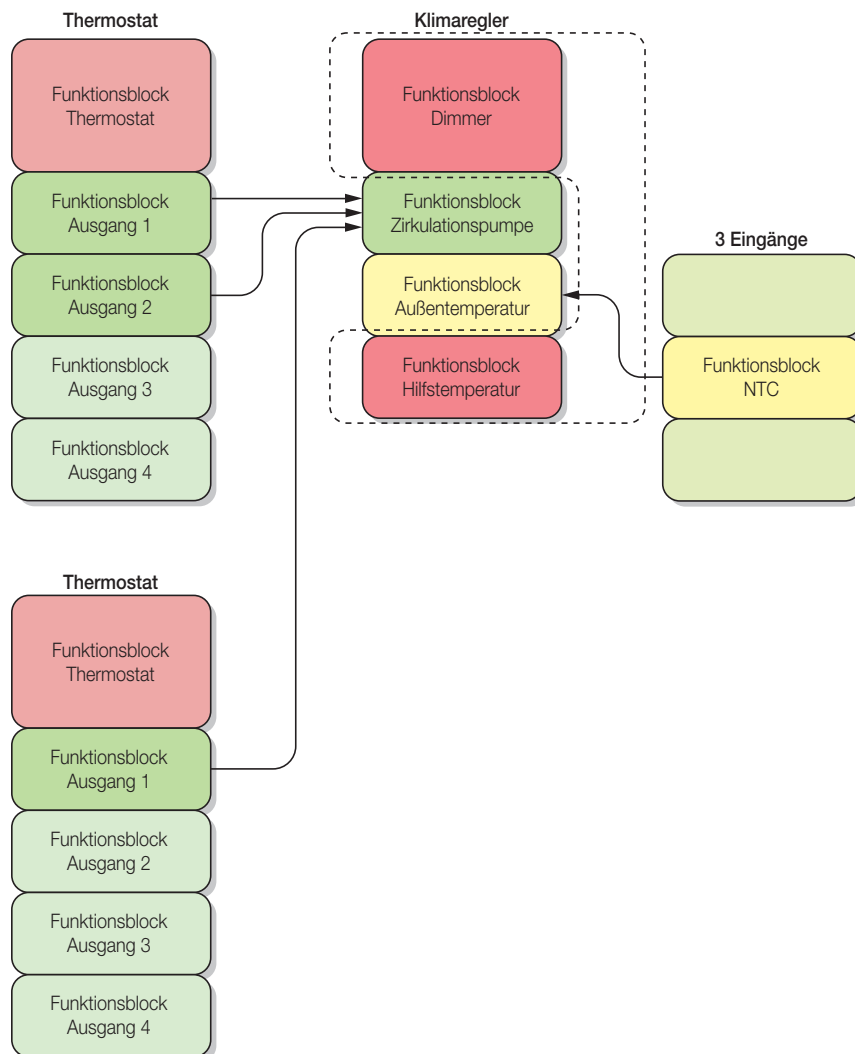 Thermostat
Funktionsblock
Thermostat
Funktionsblock
Ausgang 1
Funktionsblock
Ausgang 2
Funktionsblock
Ausgang 3
Funktionsblock
Ausgang 4
Klimaregler
Funktionsblock
Dimmer
Funktionsblock
Zirkulationspumpe
Funktionsblock
Außentemperatur
Funktionsblock
Hilfstemperatur
3 Eingänge
Funktionsblock
NTC
Thermostat
Funktionsblock
Thermostat
Funktionsblock
Ausgang 1
Funktionsblock
Ausgang 2
Funktionsblock
Ausgang 3
Funktionsblock
Ausgang 4